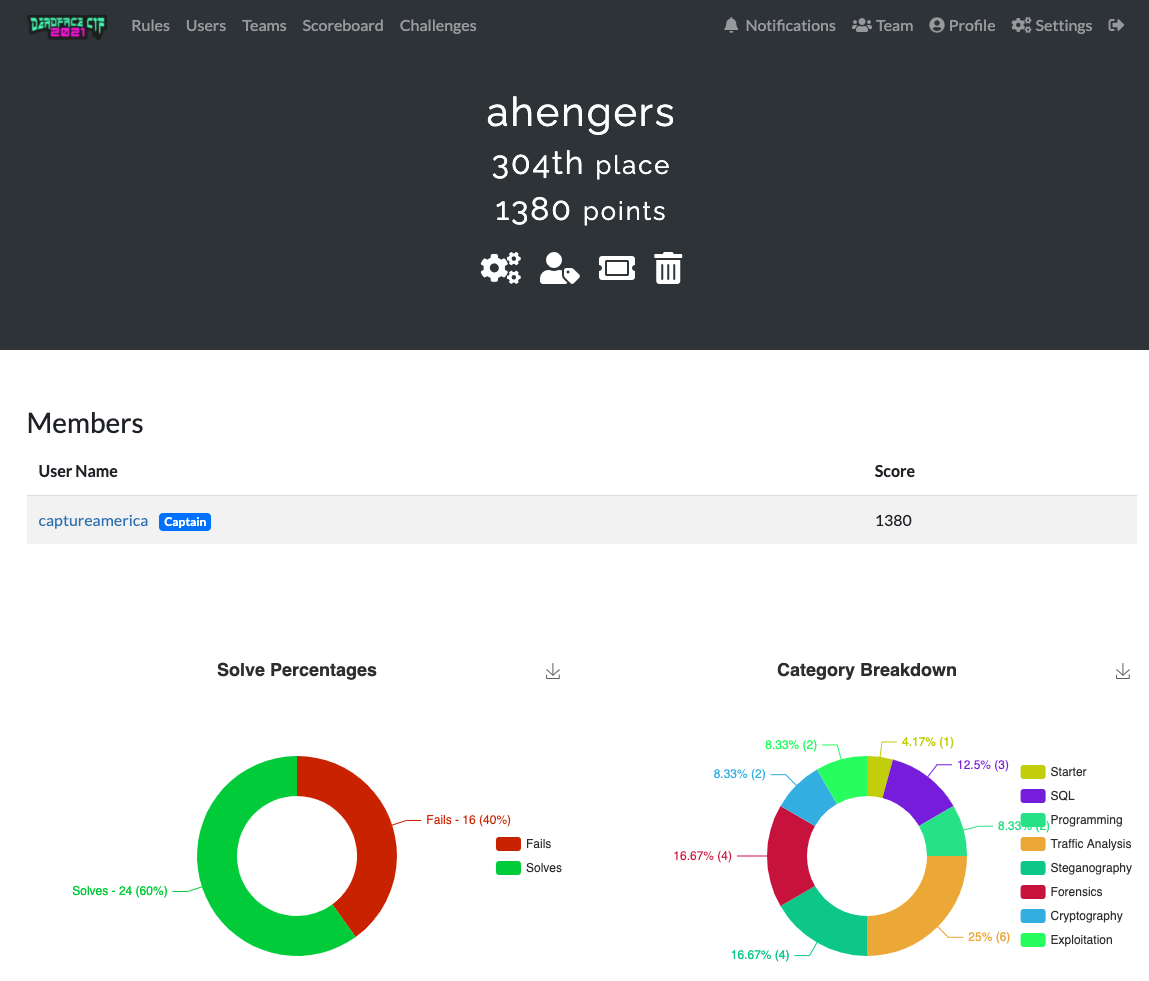 DEADFACE CTF
2021
Rules Users Teams Scoreboard Challenges Notifications Team Profile Settings
ahengers
304th place
1380 points
Members
User Name Score
captureamerica Captain 1380
Solve Percentages
Fails - 16 (40%)
Solves - 24 (60%)
Fails
Solves
Category Breakdown
4.17% (1)
12.5% (3)
8.33% (2)
25% (6)
16.67% (4)
16.67% (4)
8.33% (2)
8.33% (2)
Starter
SQL
Programming
Traffic Analysis
Steganography
Forensics
Cryptography
Exploitation